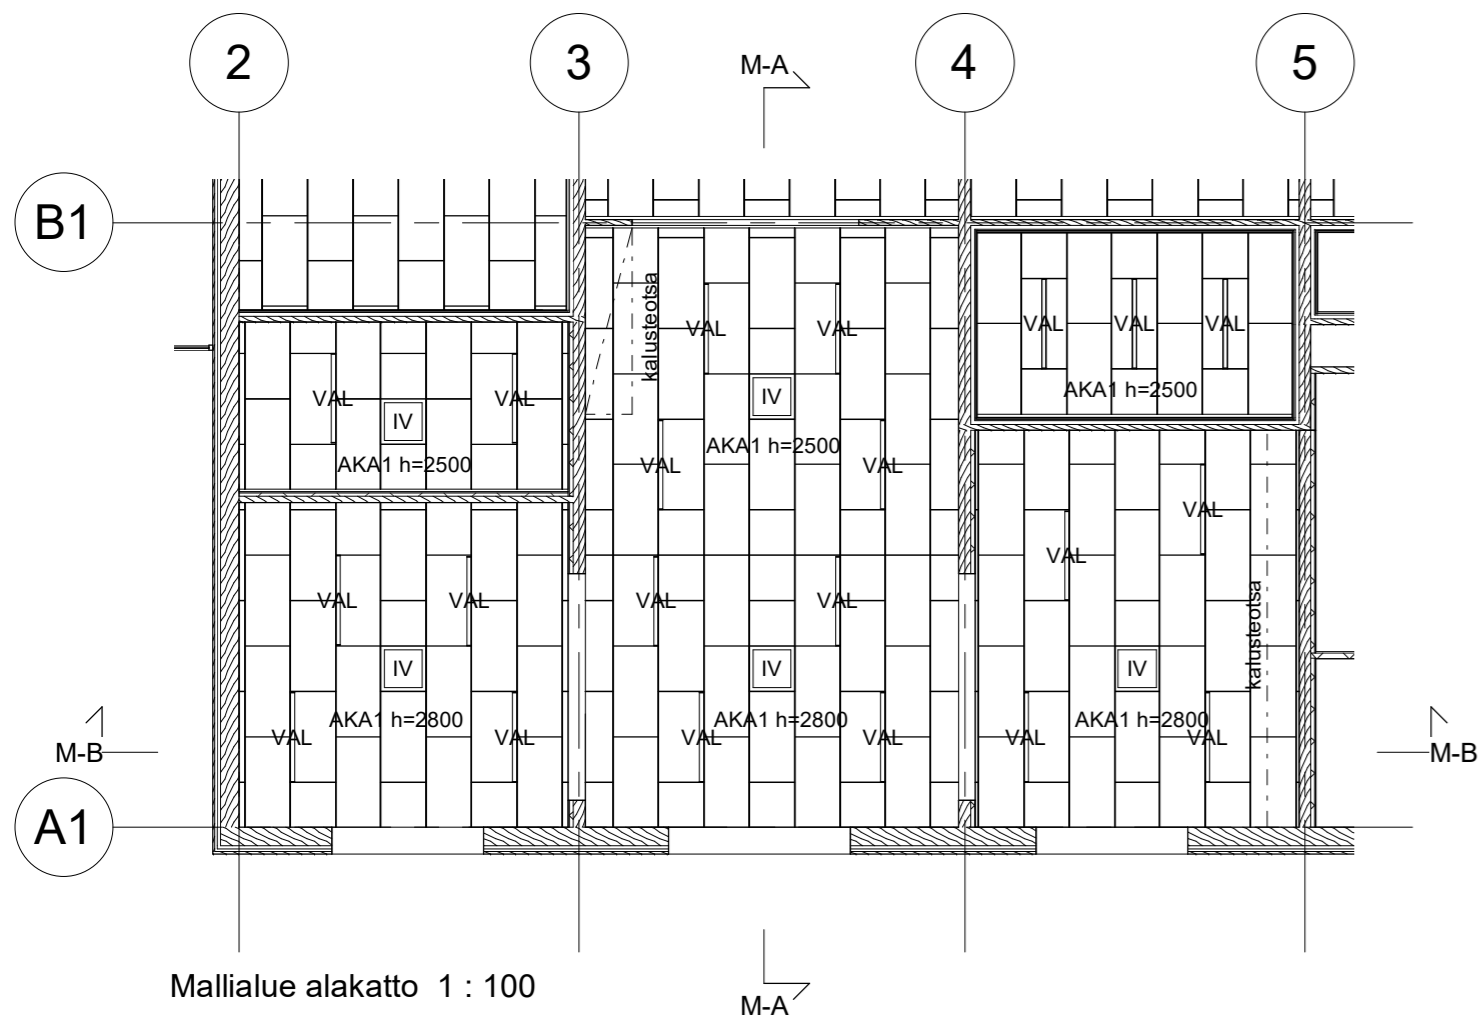 2
3
4
5
M-A
B1
kalusteotsa
VAL
VAL
VAL
VAL
VAL
AKA1 h=2500
VAL
IV
VAL
IV
AKA1 h=2500
AKA1 h=2500
VAL
VAL
VAL
VAL
VAL
VAL
VAL
VAL
VAL
kalusteotsa
IV
IV
IV
AKA1 h=2800
AKA1 h=2800
AKA1 h=2800
VAL
VAL
VAL
VAL
VAL
VAL
M-B
M-B
A1
Mallialue alakatto 1 : 100
M-A